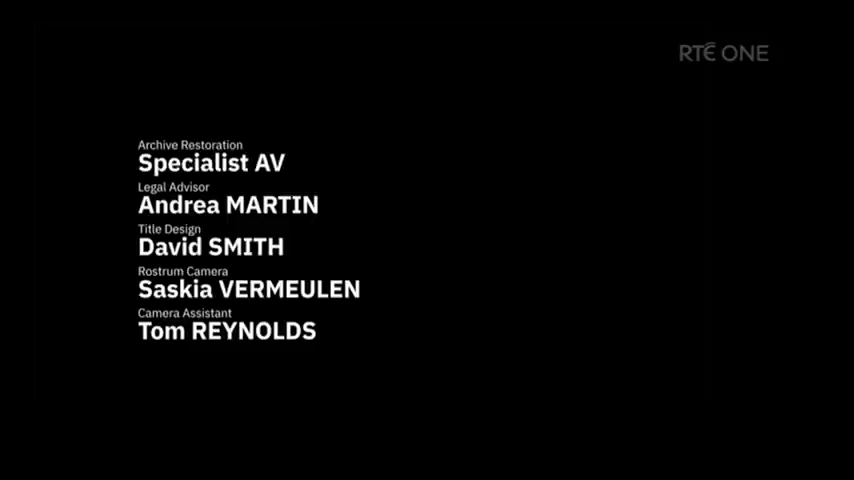 RTÉ ONE
Archive Restoration
Specialist AV
Legal Advisor
Andrea MARTIN
Title Design
David SMITH
Rostrum Camera
Saskia VERMEULEN
Camera Assistant
Tom REYNOLDS